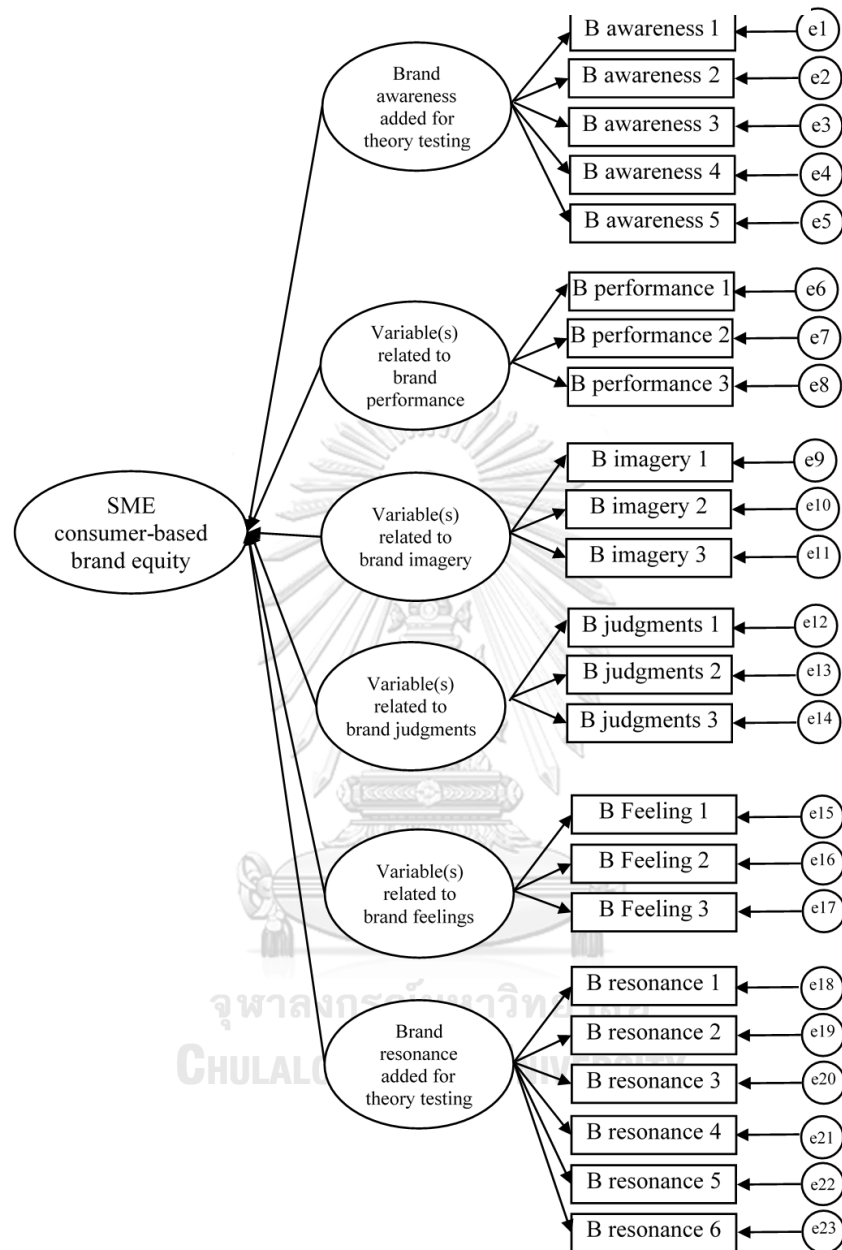 B awareness 1
e1
Brand
awareness
added for
theory testing
B awareness 2
e2
B awareness 3
e3
B awareness 4
e4
B awareness 5
e5
Variable(s)
related to
brand
performance
B performance 1
e6
B performance 2
e7
B performance 3
e8
SME
consumer-based
brand equity
Variable(s)
related to
brand imagery
B imagery 1
e9
B imagery 2
e10
B imagery 3
e11
Variable(s)
related to
brand judgments
B judgments 1
e12
B judgments 2
e13
B judgments 3
e14
Variable(s)
related to
brand feelings
B Feeling 1
e15
B Feeling 2
e16
B Feeling 3
e17
Brand
resonance
added for
theory testing
B resonance 1
e18
B resonance 2
e19
B resonance 3
e20
B resonance 4
e21
B resonance 5
e22
B resonance 6
e23